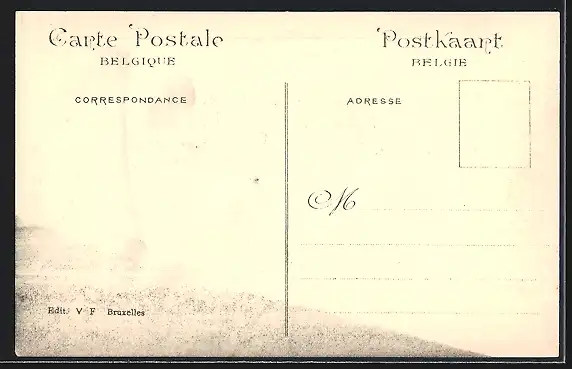 Carte Postale
BELGIQUE
CORRESPONDANCE
Postkaart
BELGIE
ADRESSE
M
Edit. V F Bruxelles